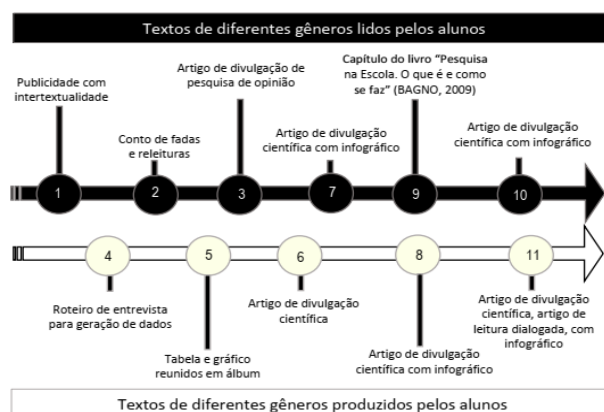 Textos de diferentes gêneros lidos pelos alunos
Publicidade com
intertextualidade
Conto de fadas
e releituras
Artigo de divulgação de
pesquisa de opinião
Artigo de divulgação
científica com infográfico
Capítulo do livro “Pesquisa
na Escola. O que é e como
se faz” (BAGNO, 2009)
Artigo de divulgação
científica com infográfico
1
2
3
7
9
10
4
5
6
8
11
Roteiro de entrevista
para geração de dados
Tabela e gráfico
reunidos em álbum
Artigo de divulgação
científica
Artigo de divulgação
científica com infográfico
Artigo de divulgação
científica, artigo de
leitura dialogada, com
infográfico
Textos de diferentes gêneros produzidos pelos alunos